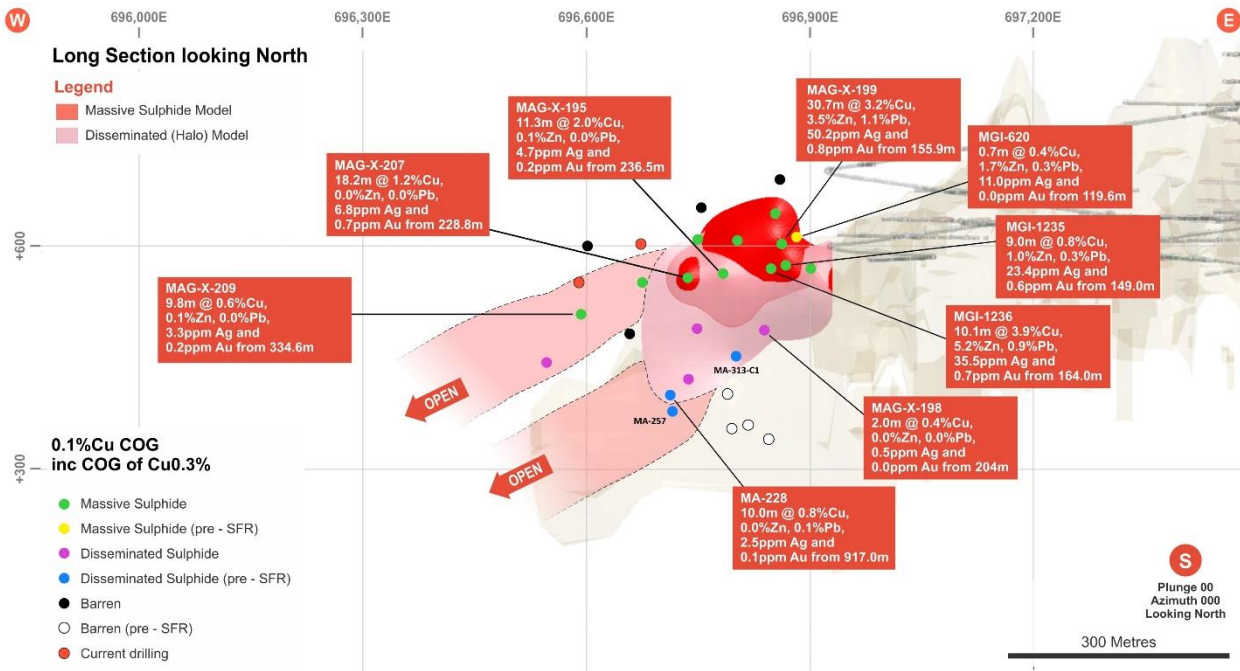 W
696,000E
696,300E
696,600E
696,900E
697,200E
E
Long Section looking North
Legend
Massive Sulphide Model
Disseminated (Halo) Model
MAG-X-195
11.3m @ 2.0%Cu,
0.1%Zn, 0.0%Pb,
4.7ppm Ag and
0.2ppm Au from 236.5m
MAG-X-199
30.7m @ 3.2%Cu,
3.5%Zn, 1.1%Pb,
50.2ppm Ag and
0.8ppm Au from 155.9m
MGI-620
0.7m @ 0.4%Cu,
1.7%Zn, 0.3%Pb,
11.0ppm Ag and
0.0ppm Au from 119.6m
MAG-X-207
18.2m @ 1.2%Cu,
0.0%Zn, 0.0%Pb,
6.8ppm Ag and
0.7ppm Au from 228.8m
MGI-1235
9.0m @ 0.8%Cu,
1.0%Zn, 0.3%Pb,
23.4ppm Ag and
0.6ppm Au from 149.0m
+600
MAG-X-209
9.8m @ 0.6%Cu,
0.1%Zn, 0.0%Pb,
3.3ppm Ag and
0.2ppm Au from 334.6m
MGI-1236
10.1m @ 3.9%Cu,
5.2%Zn, 0.9%Pb,
35.5ppm Ag and
0.7ppm Au from 164.0m
MA-313-C1
OPEN
MA-257
MAG-X-198
2.0m @ 0.4%Cu,
0.0%Zn, 0.0%Pb,
0.5ppm Ag and
0.0ppm Au from 204m
+300
OPEN
MA-228
10.0m @ 0.8%Cu,
0.0%Zn, 0.1%Pb,
2.5ppm Ag and
0.1ppm Au from 917.0m
0.1%Cu COG
inc COG of Cu0.3%
Massive Sulphide
Massive Sulphide (pre - SFR)
Disseminated Sulphide
Disseminated Sulphide (pre - SFR)
Barren
Barren (pre - SFR)
Current drilling
S
Plunge 00
Azimuth 000
Looking North
300 Metres